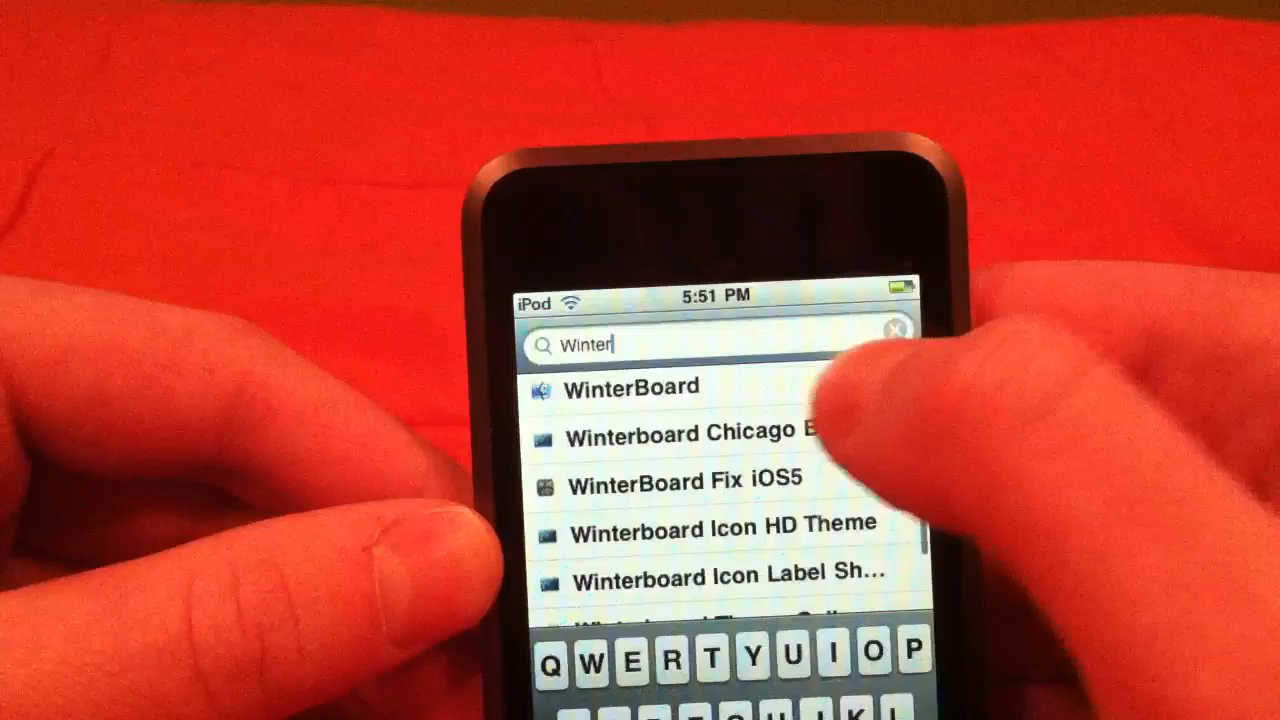 iPod 5:51 PM
Winter
WinterBoard
Winterboard Chicago
WinterBoard Fix iOS5
Winterboard Icon HD Theme
Winterboard Icon Label Sh...
Q W E R T Y U I O P